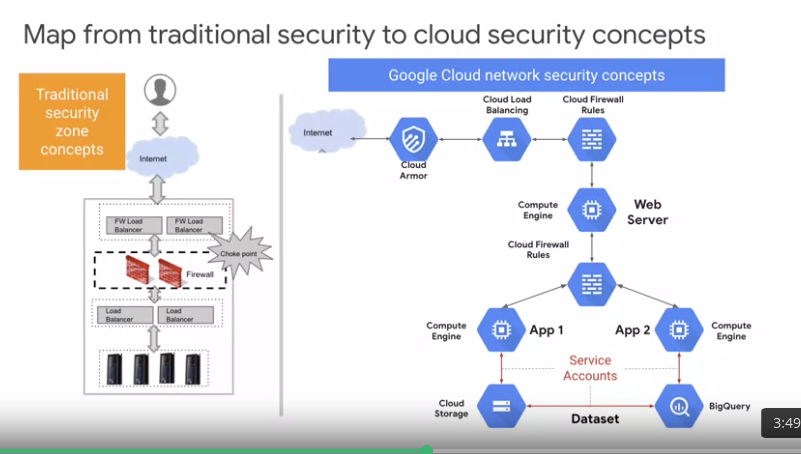 Map from traditional security to cloud security concepts
Traditional
security
zone
concepts
Internet
FW Load
Balancer
FW Load
Balancer
Choke point
Firewall
Load
Balancer
Load
Balancer
Google Cloud network security concepts
Internet
Cloud
Armor
Cloud Load
Balancing
Cloud Firewall
Rules
Compute
Engine
Web
Server
Cloud Firewall
Rules
Compute
Engine
App 1
App 2
Compute
Engine
Service
Accounts
Cloud
Storage
Dataset
BigQuery
3:49